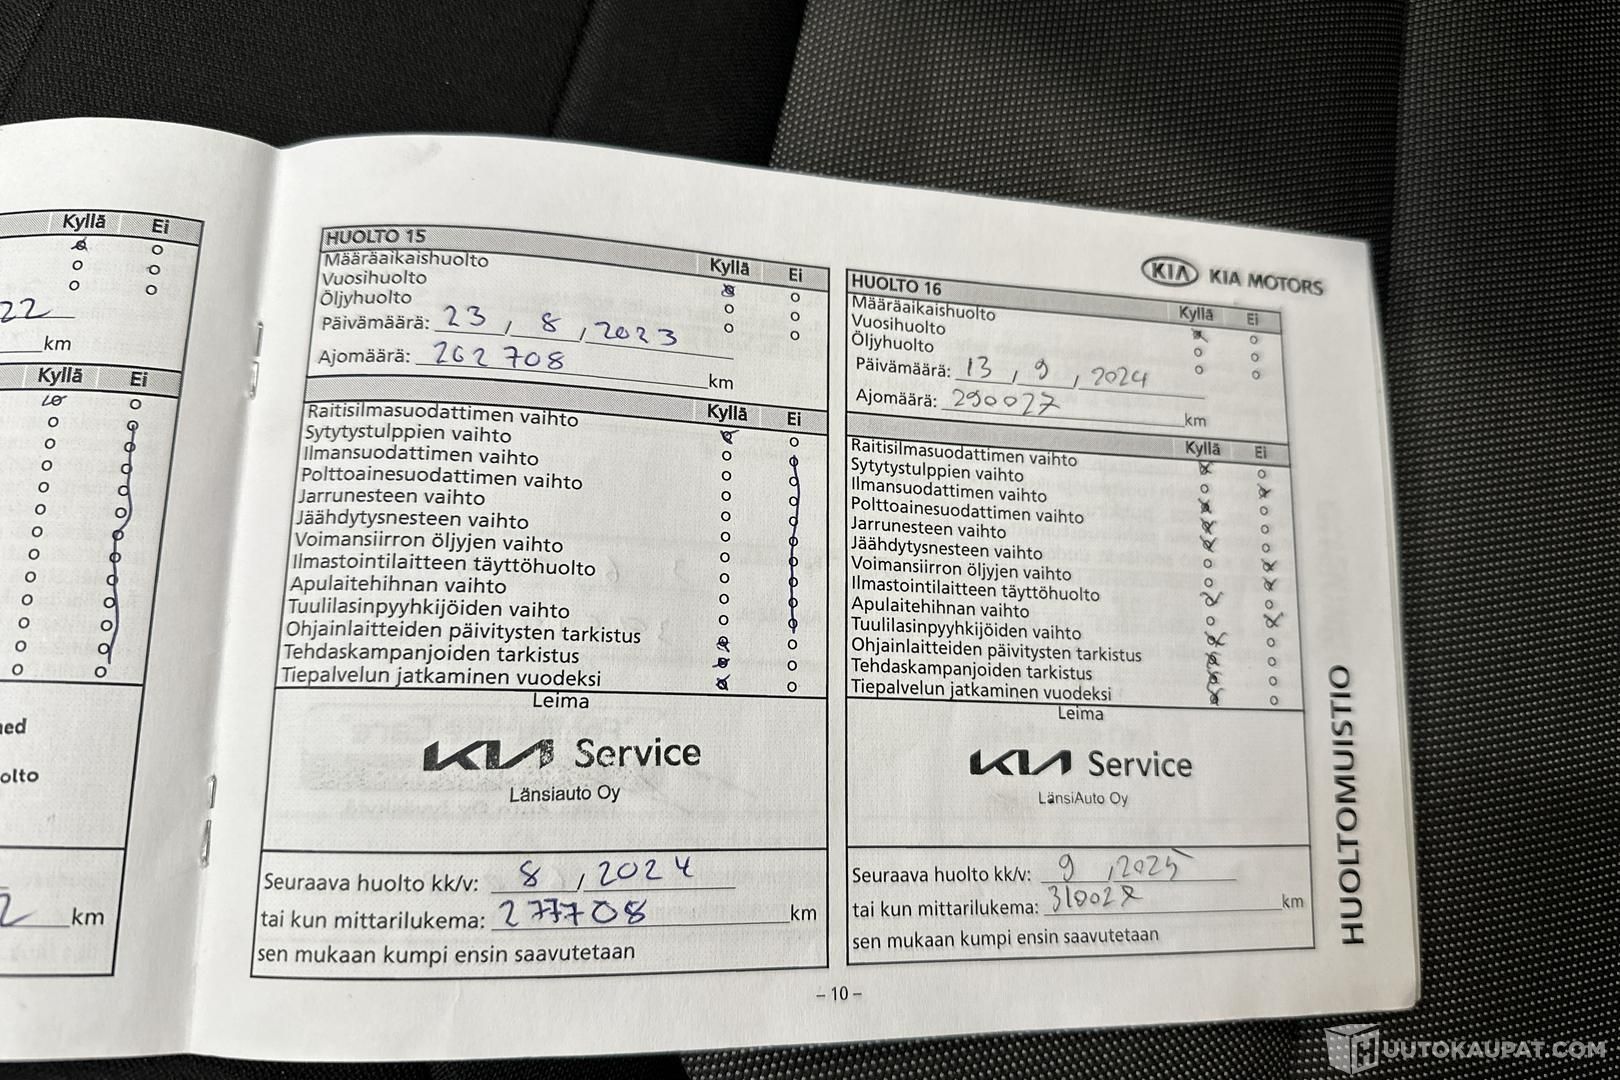 Kyllä Ei
22
km
Kyllä Ei
ned
olto
2 km
HUOLTO 15
Kyllä Ei
Määräaikaishuolto
Vuosihuolto
Öljyhuolto
Päivämäärä: 23 / 8 / 2023
Ajomäärä: 262 708 km
Kyllä Ei
Raitisilmasuodattimen vaihto
Sytytystulppien vaihto
Ilmansuodattimen vaihto
Polttoainesuodattimen vaihto
Jarrunesteen vaihto
Jäähdytysnesteen vaihto
Voimansiirron öljyjen vaihto
Ilmastointilaitteen täyttöhuolto
Apulaitehihnan vaihto
Tuulilasinpyyhkijöiden vaihto
Ohjainlaitteiden päivitysten tarkistus
Tehdaskampanjoiden tarkistus
Tiepalvelun jatkaminen vuodeksi
Leima
KIA Service
Länsiauto Oy
Seuraava huolto kk/v: 8 / 2024
tai kun mittarilukema: 277708 km
sen mukaan kumpi ensin saavutetaan
KIA KIA MOTORS
HUOLTO 16
Kyllä Ei
Määräaikaishuolto
Vuosihuolto
Öljyhuolto
Päivämäärä: 13 / 9 / 2024
Ajomäärä: 290027 km
Kyllä Ei
Raitisilmasuodattimen vaihto
Sytytystulppien vaihto
Ilmansuodattimen vaihto
Polttoainesuodattimen vaihto
Jarrunesteen vaihto
Jäähdytysnesteen vaihto
Voimansiirron öljyjen vaihto
Ilmastointilaitteen täyttöhuolto
Apulaitehihnan vaihto
Tuulilasinpyyhkijöiden vaihto
Ohjainlaitteiden päivitysten tarkistus
Tehdaskampanjoiden tarkistus
Tiepalvelun jatkaminen vuodeksi
Leima
KIA Service
LänsiAuto Oy
Seuraava huolto kk/v: 9 / 2025
tai kun mittarilukema: 310027 km
sen mukaan kumpi ensin saavutetaan
HUOLTOMUISTIO
– 10 –
HUUTOKAUPAT.COM